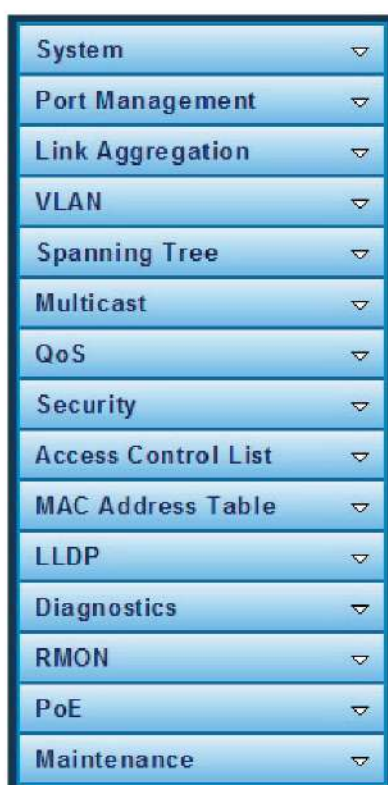 System
Port Management
Link Aggregation
VLAN
Spanning Tree
Multicast
QoS
Security
Access Control List
MAC Address Table
LLDP
Diagnostics
RMON
PoE
Maintenance